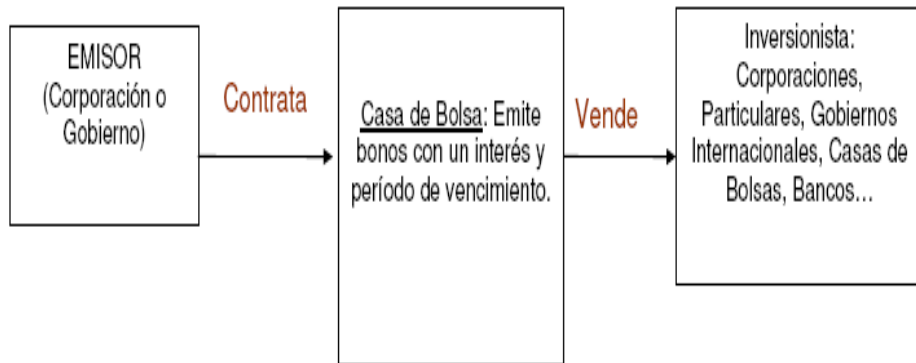 EMISOR
(Corporación o
Gobierno)
Contrata
Casa de Bolsa: Emite
bonos con un interés y
período de vencimiento.
Vende
Inversionista:
Corporaciones,
Particulares, Gobiernos
Internacionales, Casas de
Bolsas, Bancos...